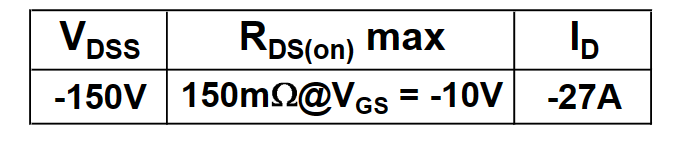 VDSS RDS(on) max ID
-150V 150mΩ@VGS = -10V -27A